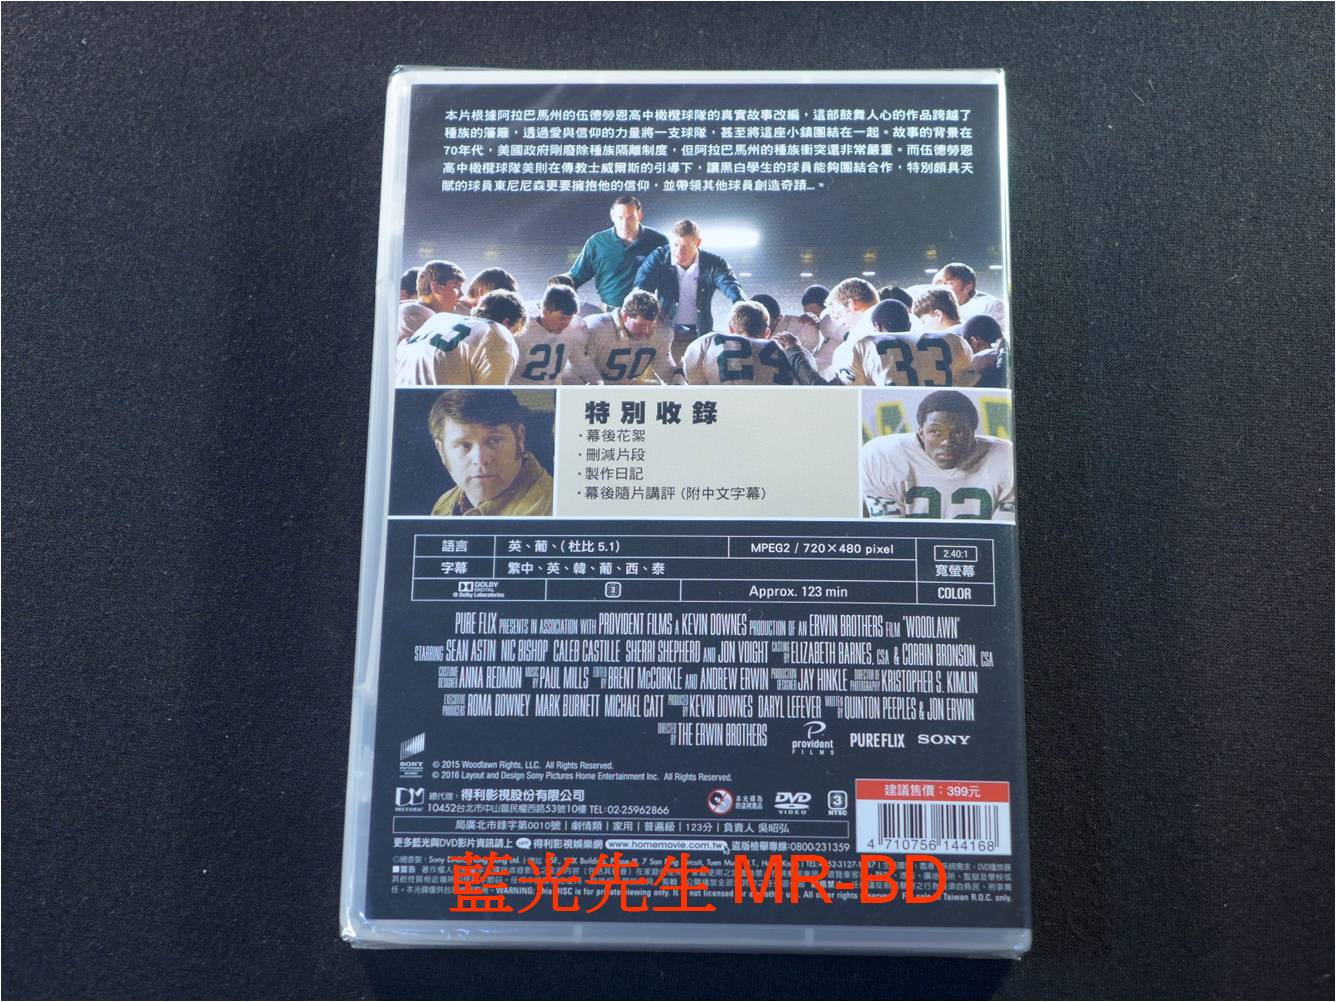 本片根據阿拉巴馬州的伍德勞恩高中橄欖球隊的真實故事改編，這部鼓舞人心的作品跨越了
種族的藩籬，透過愛與信仰的力量將一支球隊，甚至將這座小鎮團結在一起。故事的背景在
70年代，美國政府剛廢除種族隔離制度，但阿拉巴馬州的種族衝突還非常嚴重。而伍德勞恩
高中橄欖球隊美則在傳教士威爾斯的引導下，讓黑白學生的球員能夠團結合作，特別頗具天
賦的球員東尼尼森更要擁抱他的信仰，並帶領其他球員創造奇蹟...。
21 50 24 33
特別收錄
·幕後花絮
·刪減片段
·製作日記
·幕後隨片講評（附中文字幕）
22
語言 英、葡、（杜比 5.1） MPEG2 / 720×480 pixel 2.40:1
字幕 繁中、英、韓、葡、西、泰 寬螢幕
DOLBY DIGITAL 3 Approx. 123 min COLOR
® Dolby Laboratories
PURE FLIX PRESENTS IN ASSOCIATION WITH PROVIDENT FILMS A KEVIN DOWNES PRODUCTION OF AN ERWIN BROTHERS FILM "WOODLAWN"
STARRING SEAN ASTIN NIC BISHOP CALEB CASTILLE SHERRI SHEPHERD AND JON VOIGHT CASTING BY ELIZABETH BARNES, CSA & CORBIN BRONSON, CSA
COSTUME DESIGNER ANNA REDMON MUSIC BY PAUL MILLS EDITED BY BRENT McCORKLE AND ANDREW ERWIN PRODUCTION DESIGNER JAY HINKLE DIRECTOR OF PHOTOGRAPHY KRISTOPHER S. KIMLIN
EXECUTIVE PRODUCERS ROMA DOWNEY MARK BURNETT MICHAEL CATT PRODUCED BY KEVIN DOWNES DARYL LEFEVER WRITTEN BY QUINTON PEEPLES & JON ERWIN
DIRECTED BY THE ERWIN BROTHERS
provident FILMS PUREFLIX SONY
SONY
© 2015 Woodlawn Rights, LLC. All Rights Reserved.
© 2016 Layout and Design Sony Pictures Home Entertainment Inc. All Rights Reserved.
建議售價：399元
總代理：得利影視股份有限公司
10452台北市中山區民權西路53號10樓 TEL:02-25962866
DVD VIDEO 3 NTSC
局廣北市錄字第0010號 | 劇情類 | 家用 | 普遍級 | 123分 | 負責人 吳昭弘
4 710756 144168
更多藍光與DVD影片資訊請上 得利影視娛樂網 www.homemovie.com.tw 盜版檢舉專線:0800-231359
藍光先生 MR-BD
WARNING: This DISC is for private viewing only.
Taiwan R.O.C. only.